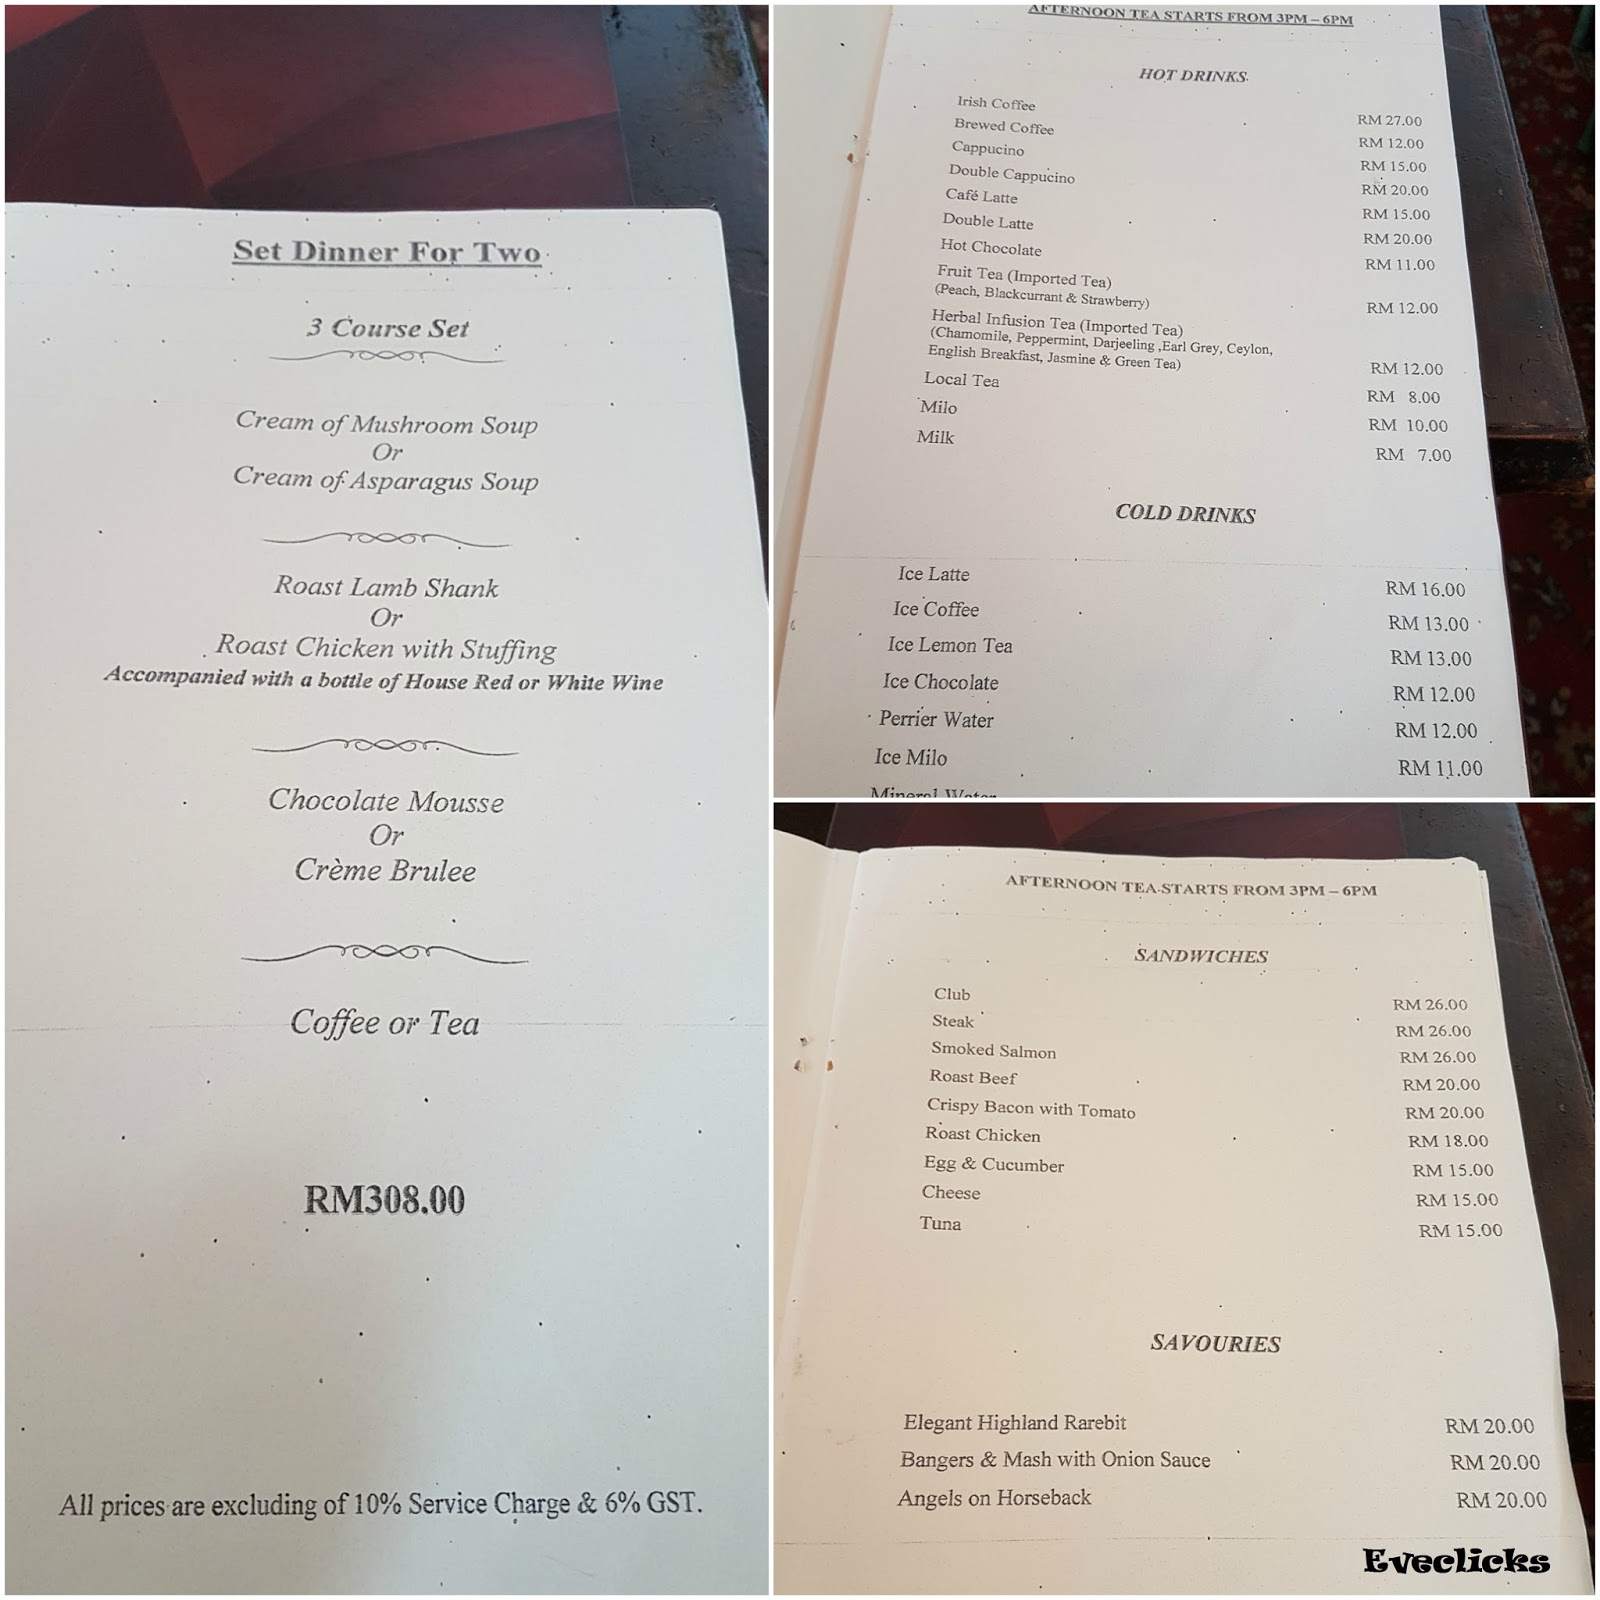 Set Dinner For Two
3 Course Set
Cream of Mushroom Soup
Or
Cream of Asparagus Soup
Roast Lamb Shank
Or
Roast Chicken with Stuffing
Accompanied with a bottle of House Red or White Wine
Chocolate Mousse
Or
Crème Brulee
Coffee or Tea
RM308.00
All prices are excluding of 10% Service Charge & 6% GST.
AFTERNOON TEA STARTS FROM 3PM – 6PM
HOT DRINKS
Irish Coffee RM 27.00
Brewed Coffee RM 12.00
Cappucino RM 15.00
Double Cappucino RM 20.00
Café Latte RM 15.00
Double Latte RM 20.00
Hot Chocolate RM 11.00
Fruit Tea (Imported Tea)
(Peach, Blackcurrant & Strawberry) RM 12.00
Herbal Infusion Tea (Imported Tea)
(Chamomile, Peppermint, Darjeeling ,Earl Grey, Ceylon,
English Breakfast, Jasmine & Green Tea) RM 12.00
Local Tea RM 8.00
Milo RM 10.00
Milk RM 7.00
COLD DRINKS
Ice Latte RM 16.00
Ice Coffee RM 13.00
Ice Lemon Tea RM 13.00
Ice Chocolate RM 12.00
Perrier Water RM 12.00
Ice Milo RM 11.00
Mineral Water
AFTERNOON TEA STARTS FROM 3PM – 6PM
SANDWICHES
Club RM 26.00
Steak RM 26.00
Smoked Salmon RM 26.00
Roast Beef RM 20.00
Crispy Bacon with Tomato RM 20.00
Roast Chicken RM 18.00
Egg & Cucumber RM 15.00
Cheese RM 15.00
Tuna RM 15.00
SAVOURIES
Elegant Highland Rarebit RM 20.00
Bangers & Mash with Onion Sauce RM 20.00
Angels on Horseback RM 20.00
Eveclicks